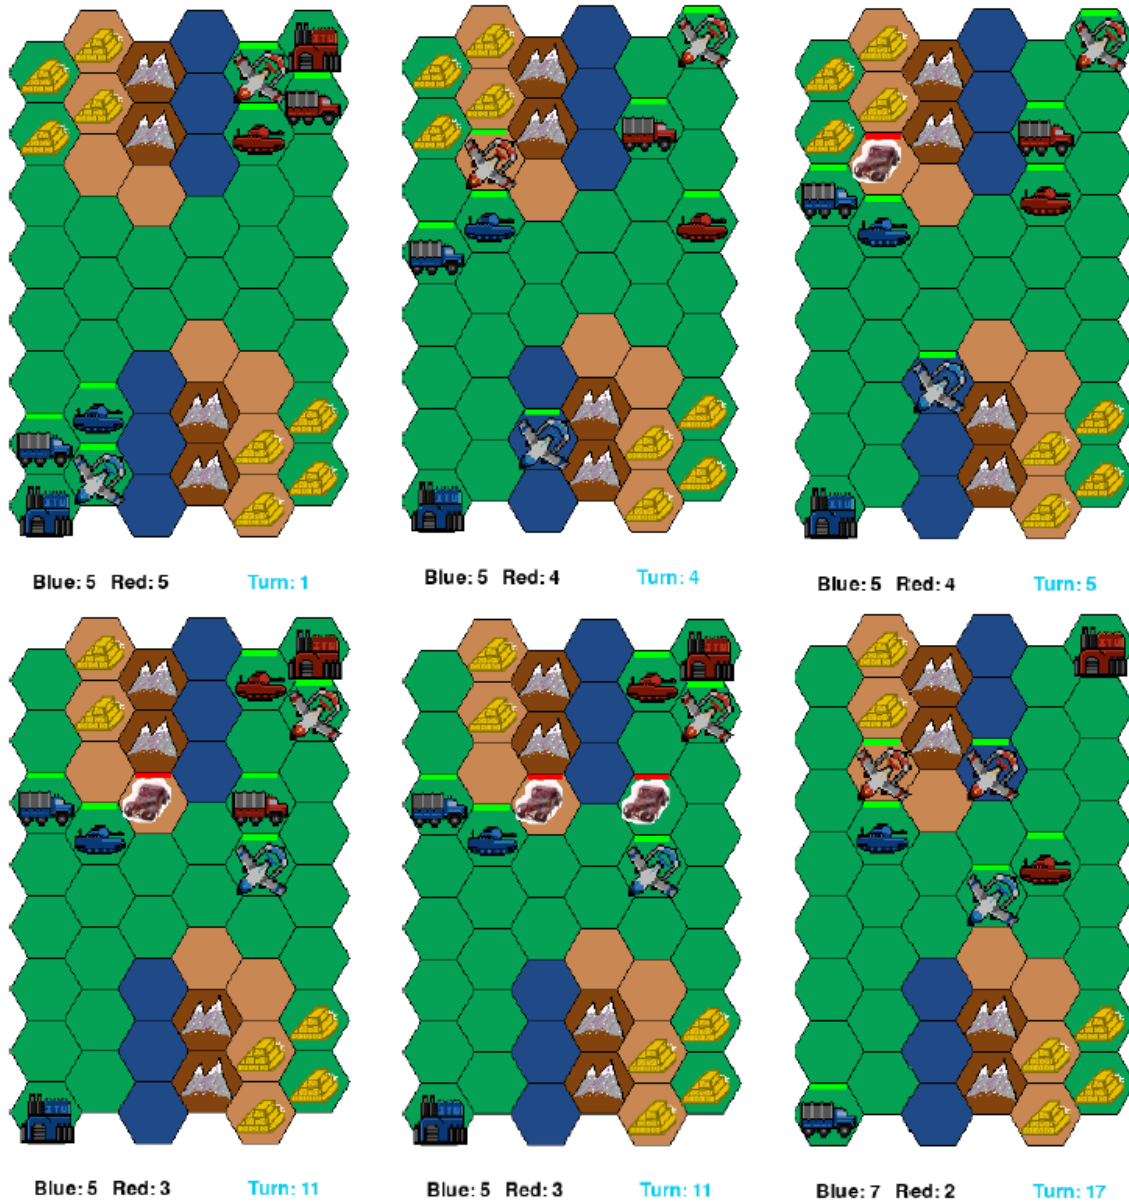 Blue: 5 Red: 5 Turn: 1
Blue: 5 Red: 4 Turn: 4
Blue: 5 Red: 4 Turn: 5
Blue: 5 Red: 3 Turn: 11
Blue: 5 Red: 3 Turn: 11
Blue: 7 Red: 2 Turn: 17